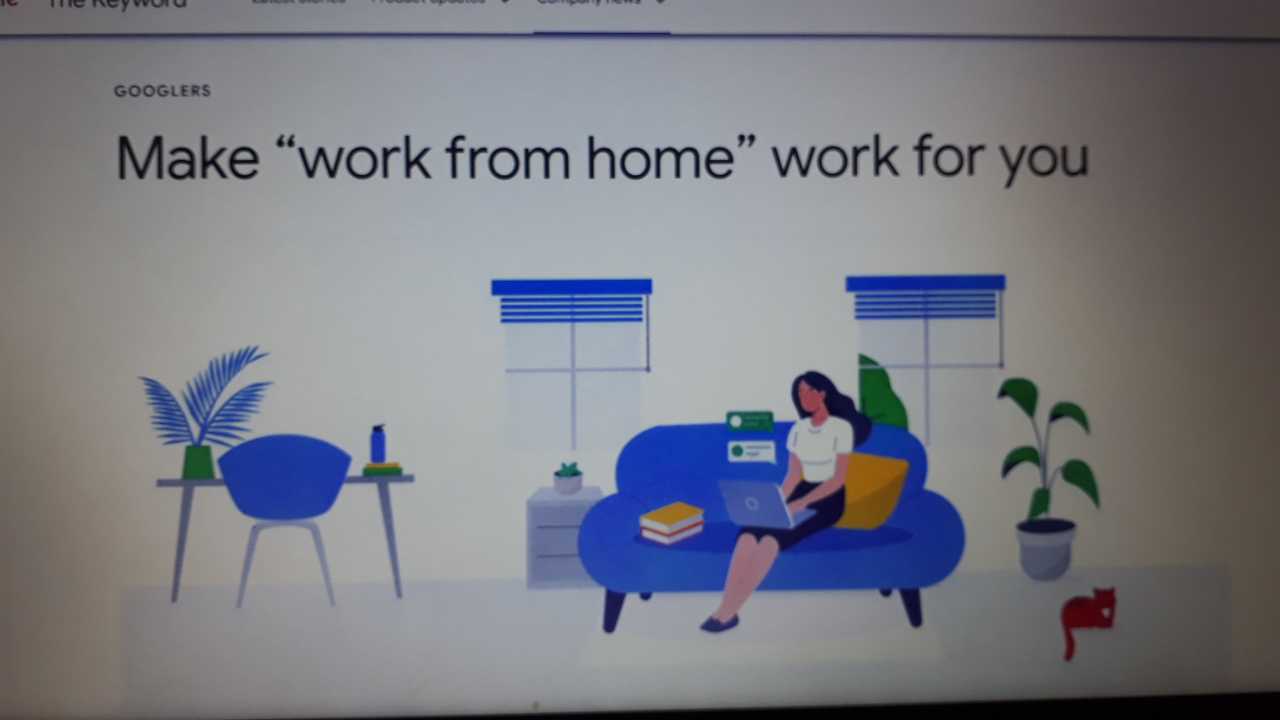 The Keyword Latest stories Product updates Company news
GOOGLERS
Make “work from home” work for you